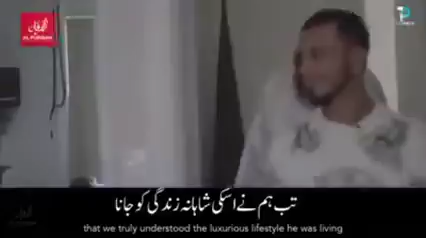 تب ہم نے اسکی شاہانہ زندگی کو جانا
that we truly understood the luxurious lifestyle he was living